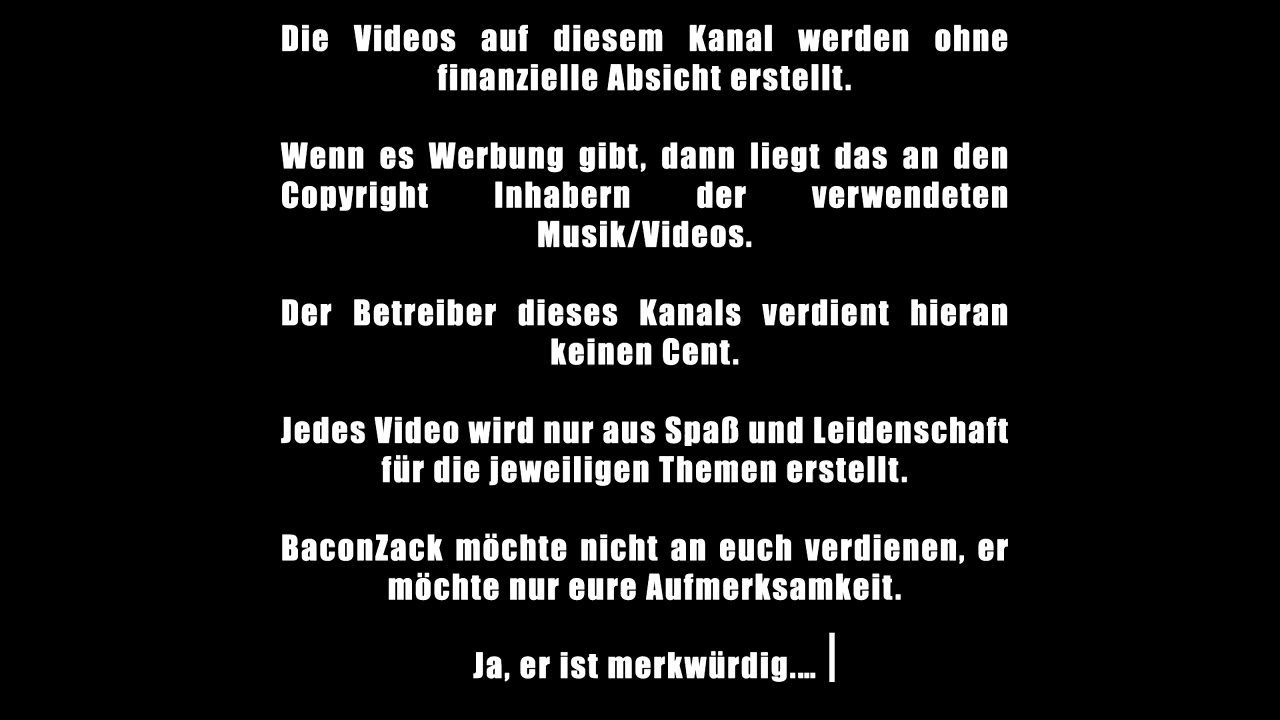 Die Videos auf diesem Kanal werden ohne
finanzielle Absicht erstellt.
Wenn es Werbung gibt, dann liegt das an den
Copyright Inhabern der verwendeten
Musik/Videos.
Der Betreiber dieses Kanals verdient hieran
keinen Cent.
Jedes Video wird nur aus Spaß und Leidenschaft
für die jeweiligen Themen erstellt.
BaconZack möchte nicht an euch verdienen, er
möchte nur eure Aufmerksamkeit.
Ja, er ist merkwürdig....